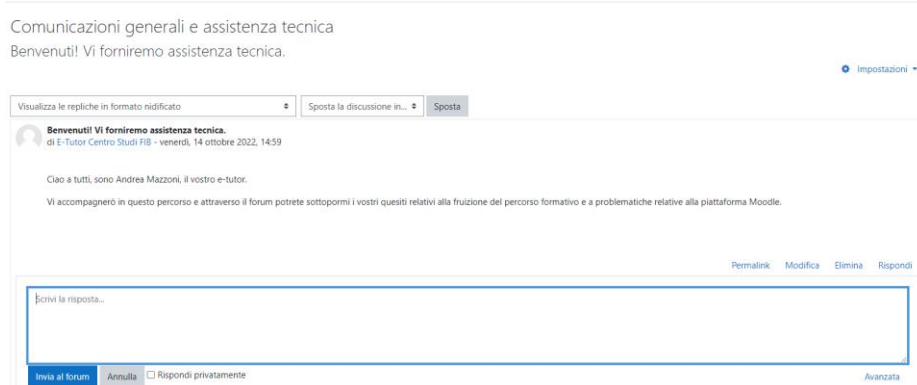 Comunicazioni generali e assistenza tecnica
Benvenuti! Vi forniremo assistenza tecnica.
Impostazioni
Visualizza le repliche in formato nidificato
Sposta la discussione in...
Sposta
Benvenuti! Vi forniremo assistenza tecnica.
di E-Tutor Centro Studi FIB - venerdì, 14 ottobre 2022, 14:59
Ciao a tutti, sono Andrea Mazzoni, il vostro e-tutor.
Vi accompagnerò in questo percorso e attraverso il forum potrete sottopormi i vostri quesiti relativi alla fruizione del percorso formativo e a problematiche relative alla piattaforma Moodle.
Permalink Modifica Elimina Rispondi
Scrivi la risposta...
Invia al forum Annulla Rispondi privatamente Avanzata